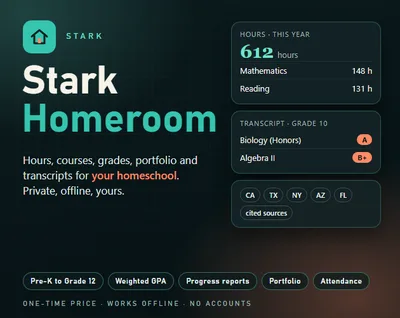 STARK
Stark
Homeroom
Hours, courses, grades, portfolio and
transcripts for your homeschool.
Private, offline, yours.
HOURS · THIS YEAR
612 hours
Mathematics 148 h
Reading 131 h
TRANSCRIPT · GRADE 10
Biology (Honors) A
Algebra II B+
CA TX NY AZ FL
cited sources
Pre-K to Grade 12 Weighted GPA Progress reports Portfolio Attendance
ONE-TIME PRICE · WORKS OFFLINE · NO ACCOUNTS